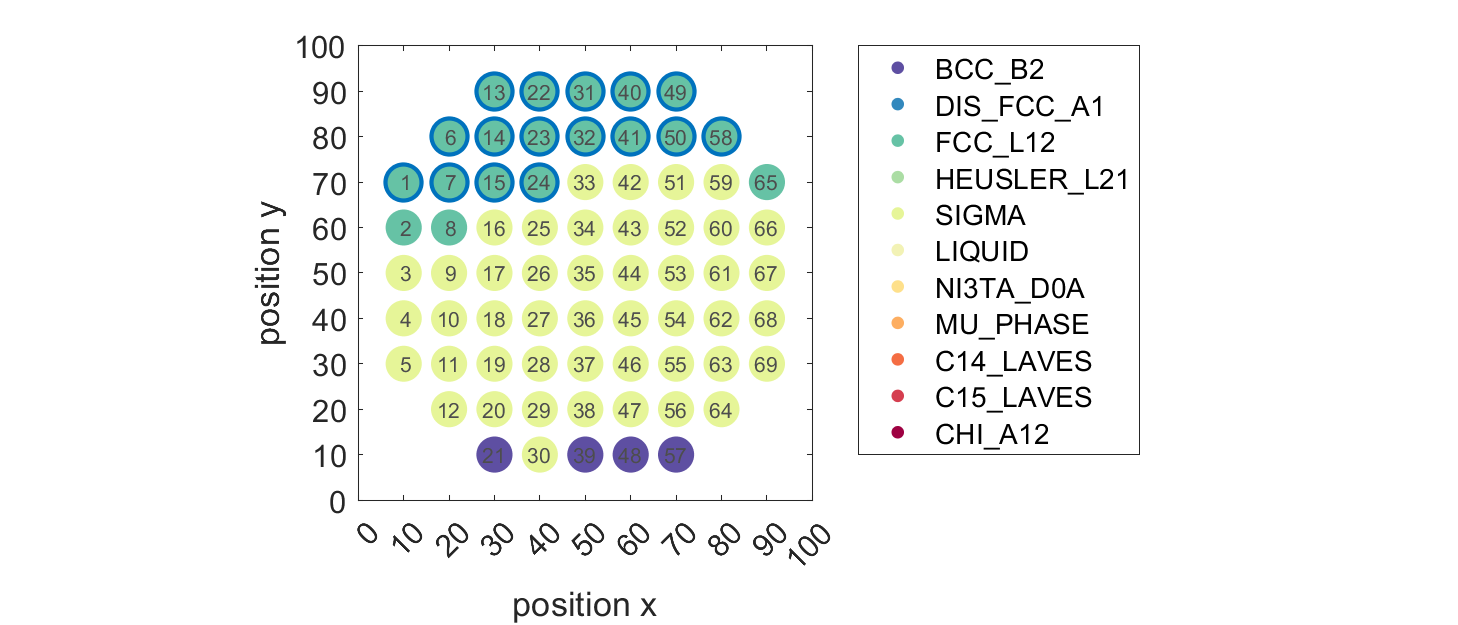 100
90
80
70
60
50
40
30
20
10
0
position y
13 22 31 40 49
6 14 23 32 41 50 58
1 7 15 24 33 42 51 59 65
2 8 16 25 34 43 52 60 66
3 9 17 26 35 44 53 61 67
4 10 18 27 36 45 54 62 68
5 11 19 28 37 46 55 63 69
12 20 29 38 47 56 64
21 30 39 48 57
0 10 20 30 40 50 60 70 80 90 100
position x
BCC_B2
DIS_FCC_A1
FCC_L12
HEUSLER_L21
SIGMA
LIQUID
NI3TA_D0A
MU_PHASE
C14_LAVES
C15_LAVES
CHI_A12